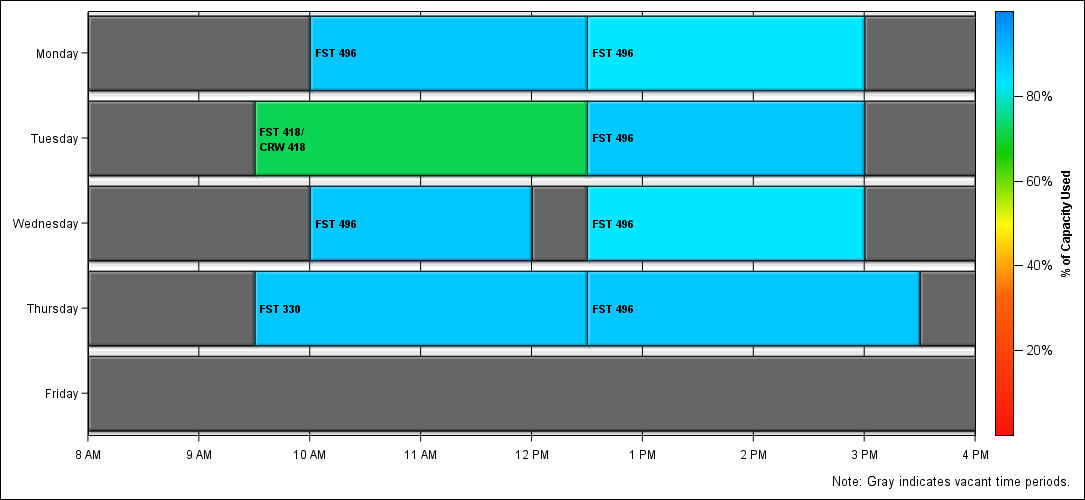 Monday
FST 496
FST 496
Tuesday
FST 418/
CRW 418
FST 496
Wednesday
FST 496
FST 496
Thursday
FST 330
FST 496
Friday
8 AM
9 AM
10 AM
11 AM
12 PM
1 PM
2 PM
3 PM
4 PM
80%
60%
40%
20%
% of Capacity Used
Note: Gray indicates vacant time periods.